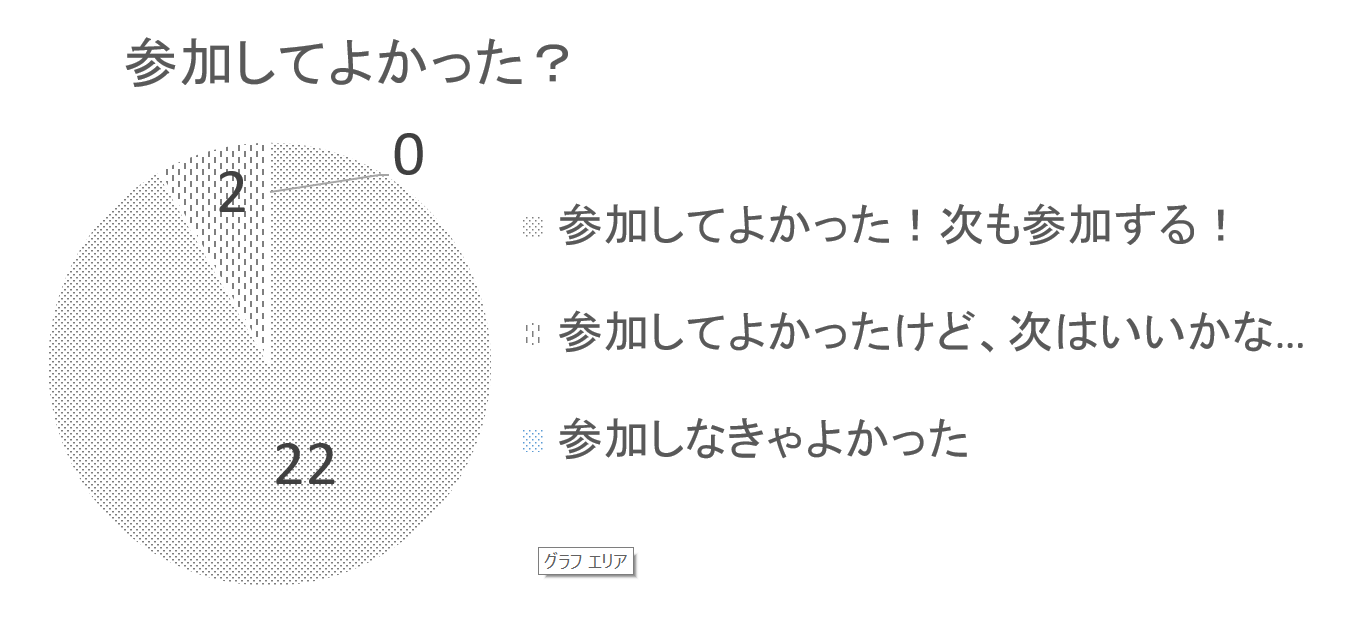 参加してよかった？
0
2
22
参加してよかった！次も参加する！
参加してよかったけど、次はいいかな...
参加しなきゃよかった
グラフ エリア